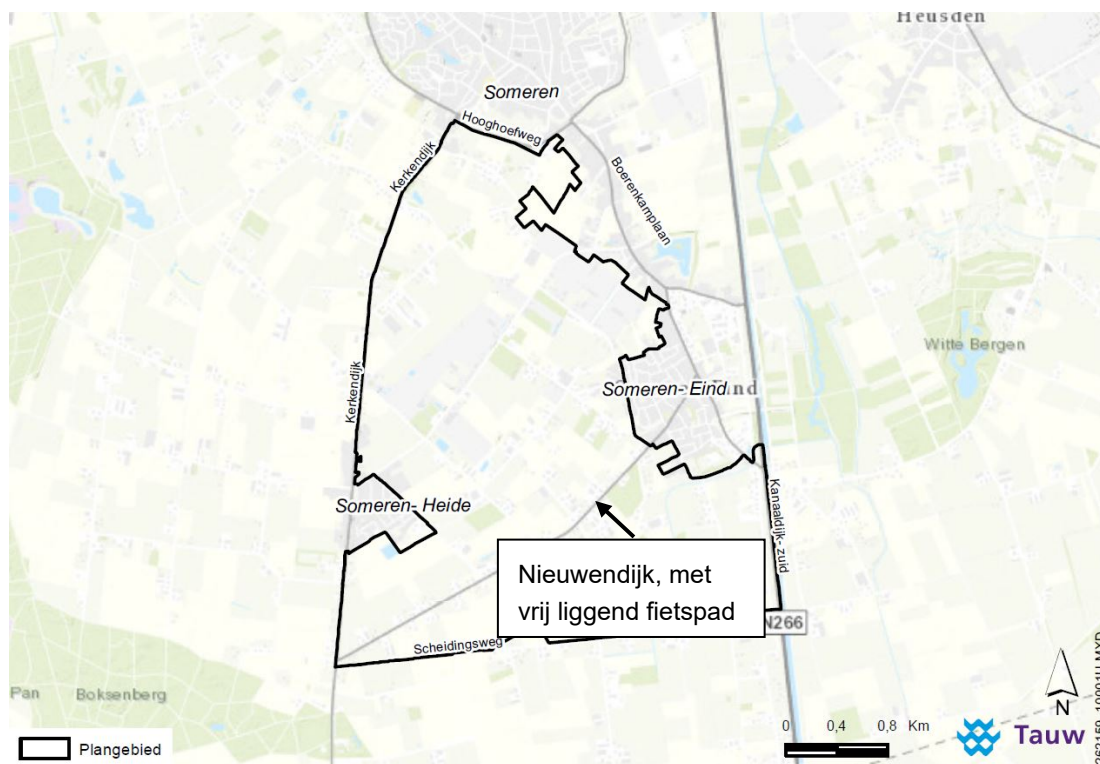 Heusden
Someren
Hooghoefweg
Kerkendijk
Boerenkamplaan
Witte Bergen
Kerkendijk
Someren- Eind
Someren- Heide
Kanaaldijk- zuid
Nieuwendijk, met
vrij liggend fietspad
N266
Scheidingsweg
Pan
Boksenberg
N
0 0,4 0,8 Km
Plangebied
Tauw